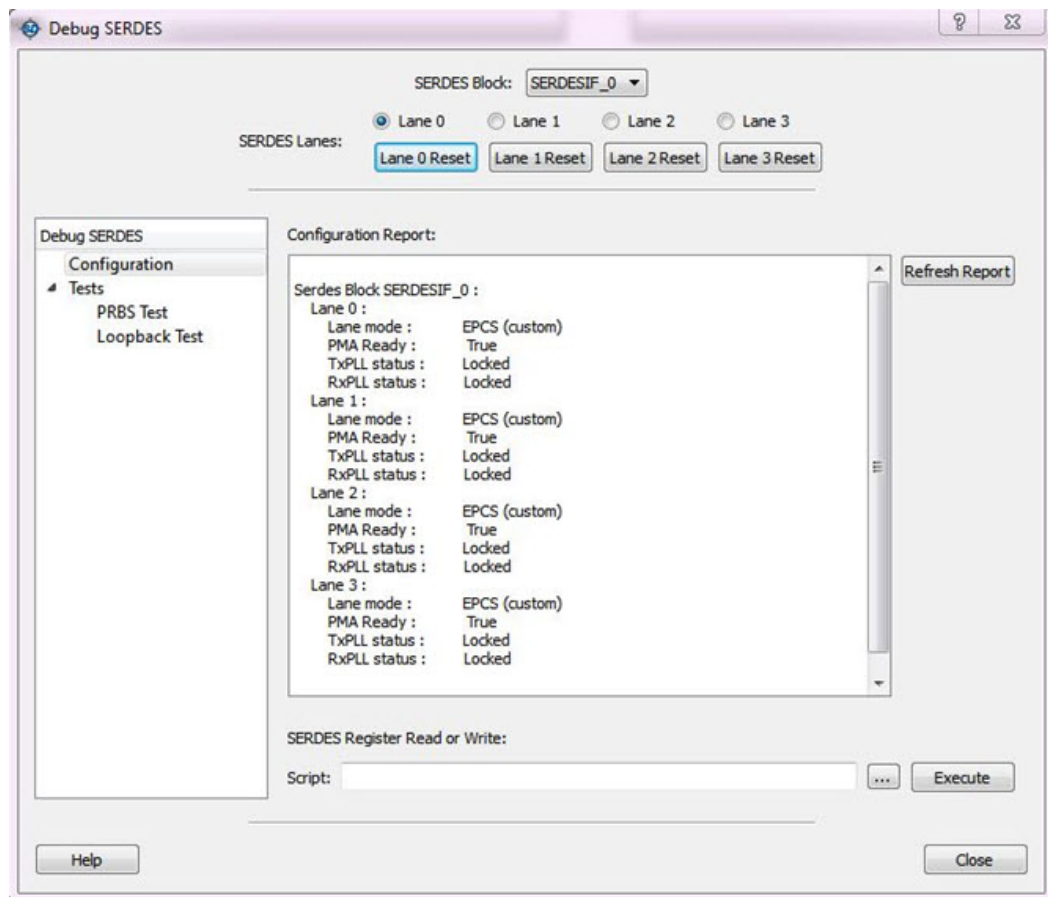 Debug SERDES
SERDES Block: SERDESIF_0
SERDES Lanes: Lane 0 Lane 1 Lane 2 Lane 3
Lane 0 Reset Lane 1 Reset Lane 2 Reset Lane 3 Reset
Debug SERDES
Configuration
Tests
PRBS Test
Loopback Test
Configuration Report:
Refresh Report
Serdes Block SERDESIF_0 :
Lane 0 :
Lane mode : EPCS (custom)
PMA Ready : True
TxPLL status : Locked
RxPLL status : Locked
Lane 1 :
Lane mode : EPCS (custom)
PMA Ready : True
TxPLL status : Locked
RxPLL status : Locked
Lane 2 :
Lane mode : EPCS (custom)
PMA Ready : True
TxPLL status : Locked
RxPLL status : Locked
Lane 3 :
Lane mode : EPCS (custom)
PMA Ready : True
TxPLL status : Locked
RxPLL status : Locked
SERDES Register Read or Write:
Script: ... Execute
Help Close